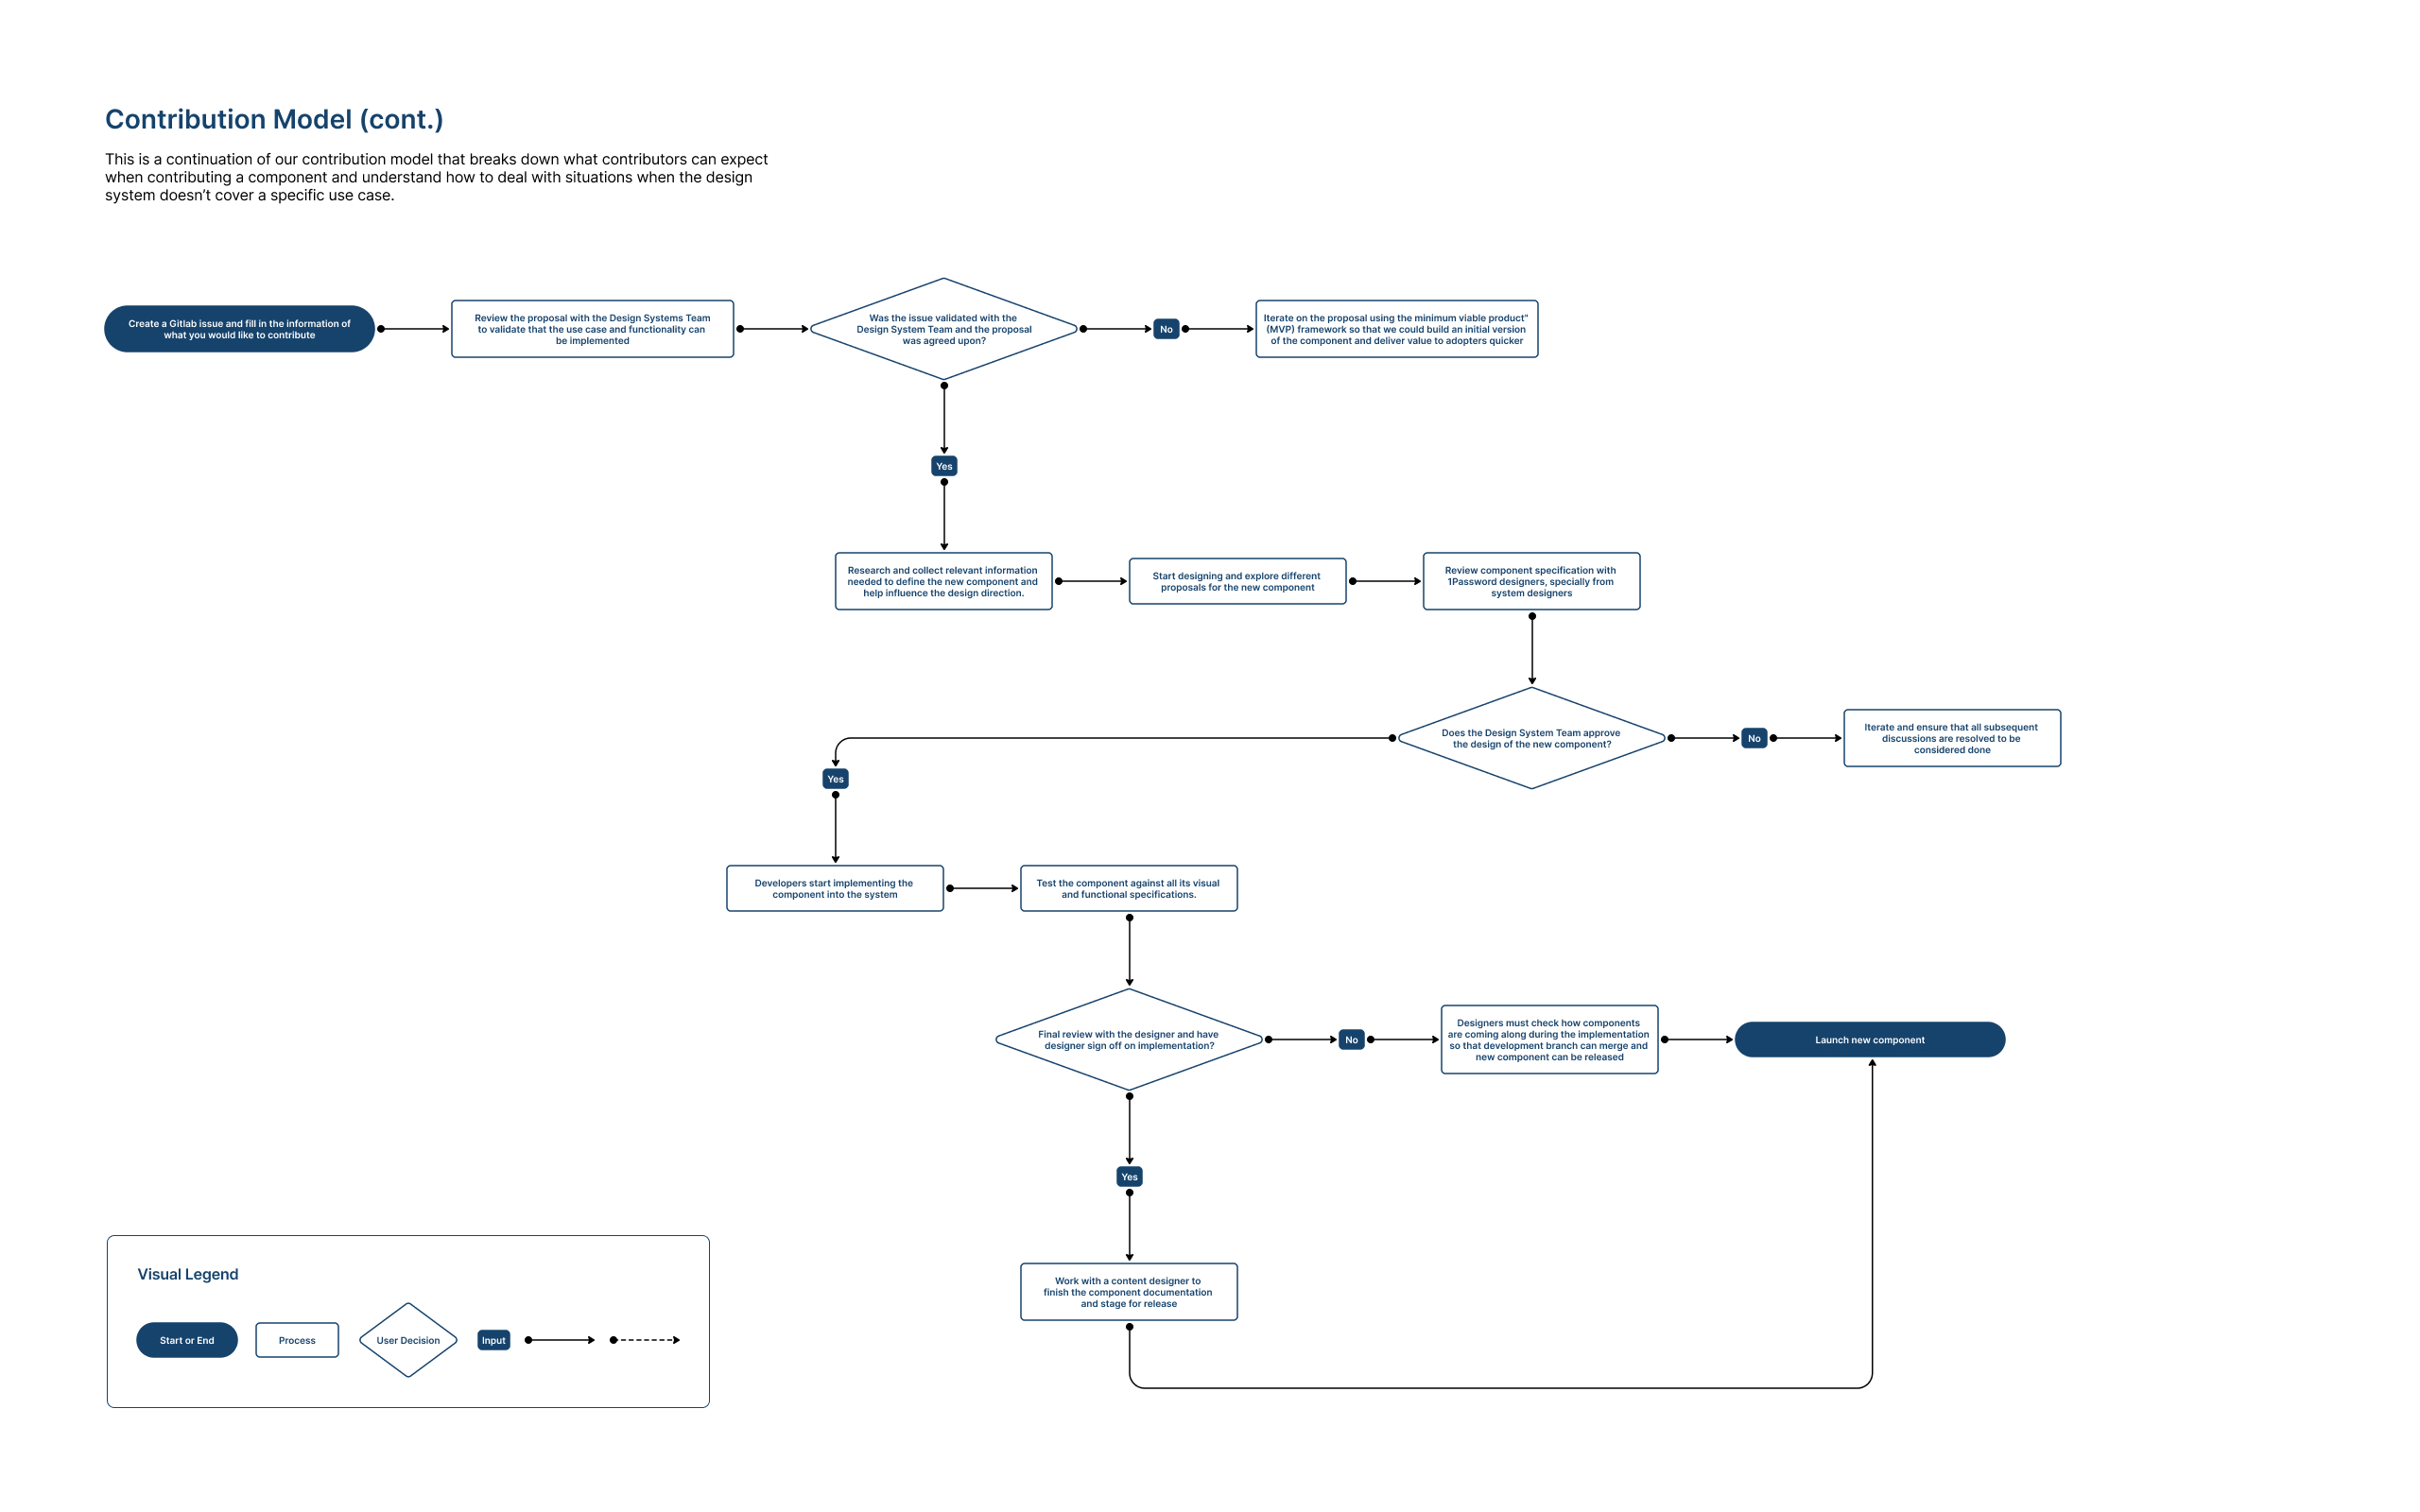 Contribution Model (cont.)
This is a continuation of our contribution model that breaks down what contributors can expect
when contributing a component and understand how to deal with situations when the design
system doesn’t cover a specific use case.
Create a Gitlab issue and fill in the information of
what you would like to contribute
Review the proposal with the Design Systems Team
to validate that the use case and functionality can
be implemented
Was the issue validated with the
Design System Team and the proposal
was agreed upon?
No
Iterate on the proposal using the minimum viable product"
(MVP) framework so that we could build an initial version
of the component and deliver value to adopters quicker
Yes
Research and collect relevant information
needed to define the new component and
help influence the design direction.
Start designing and explore different
proposals for the new component
Review component specification with
1Password designers, specially from
system designers
Does the Design System Team approve
the design of the new component?
No
Iterate and ensure that all subsequent
discussions are resolved to be
considered done
Yes
Developers start implementing the
component into the system
Test the component against all its visual
and functional specifications.
Final review with the designer and have
designer sign off on implementation?
No
Designers must check how components
are coming along during the implementation
so that development branch can merge and
new component can be released
Launch new component
Yes
Work with a content designer to
finish the component documentation
and stage for release
Visual Legend
Start or End
Process
User Decision
Input